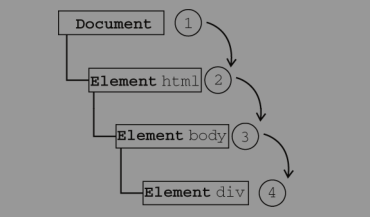 Document 1
Element html 2
Element body 3
Element div 4